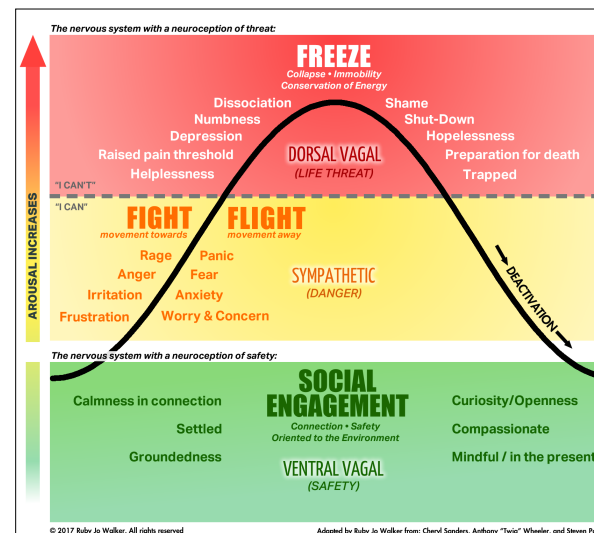 The nervous system with a neuroception of threat:
FREEZE
Collapse • Immobility
Conservation of Energy
Dissociation
Numbness
Depression
Raised pain threshold
Helplessness
Shame
Shut-Down
Hopelessness
Preparation for death
Trapped
DORSAL VAGAL
(LIFE THREAT)
"I CAN'T"
"I CAN"
AROUSAL INCREASES
FIGHT
movement towards
FLIGHT
movement away
Rage
Panic
Anger
Fear
Irritation
Anxiety
Frustration
Worry & Concern
SYMPATHETIC
(DANGER)
DEACTIVATION
The nervous system with a neuroception of safety:
SOCIAL
ENGAGEMENT
Connection • Safety
Oriented to the Environment
Calmness in connection
Settled
Groundedness
Curiosity/Openness
Compassionate
Mindful / in the present
VENTRAL VAGAL
(SAFETY)
© 2017 Ruby Jo Walker. All rights reserved
Adapted by Ruby Jo Walker from: Cheryl Sanders, Anthony "Twig" Wheeler, and Steven